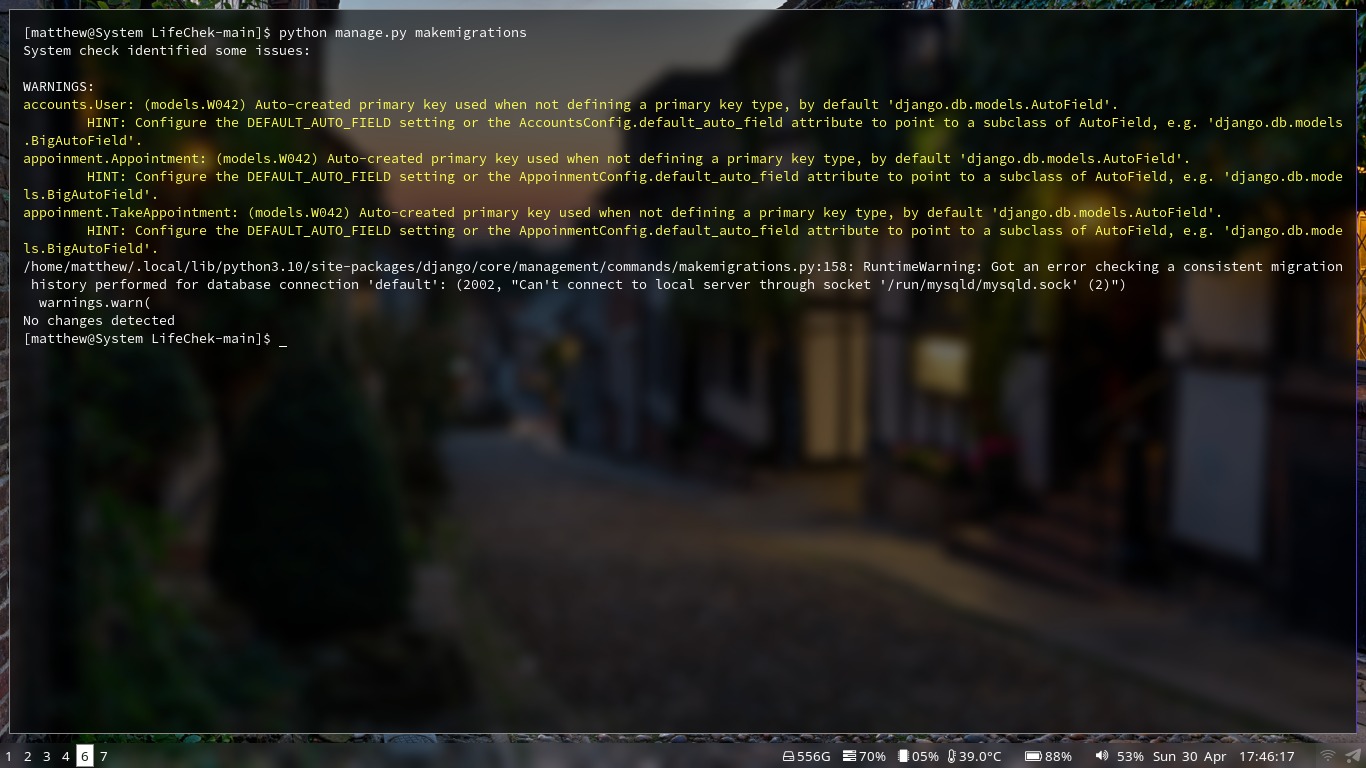 [matthew@System LifeChek-main]$ python manage.py makemigrations
System check identified some issues:
WARNINGS:
accounts.User: (models.W042) Auto-created primary key used when not defining a primary key type, by default 'django.db.models.AutoField'.
HINT: Configure the DEFAULT_AUTO_FIELD setting or the AccountsConfig.default_auto_field attribute to point to a subclass of AutoField, e.g. 'django.db.models
.BigAutoField'.
appoinment.Appointment: (models.W042) Auto-created primary key used when not defining a primary key type, by default 'django.db.models.AutoField'.
HINT: Configure the DEFAULT_AUTO_FIELD setting or the AppoinmentConfig.default_auto_field attribute to point to a subclass of AutoField, e.g. 'django.db.mode
ls.BigAutoField'.
appoinment.TakeAppointment: (models.W042) Auto-created primary key used when not defining a primary key type, by default 'django.db.models.AutoField'.
HINT: Configure the DEFAULT_AUTO_FIELD setting or the AppoinmentConfig.default_auto_field attribute to point to a subclass of AutoField, e.g. 'django.db.mode
ls.BigAutoField'.
/home/matthew/.local/lib/python3.10/site-packages/django/core/management/commands/makemigrations.py:158: RuntimeWarning: Got an error checking a consistent migration
history performed for database connection 'default': (2002, "Can't connect to local server through socket '/run/mysqld/mysqld.sock' (2)")
warnings.warn(
No changes detected
[matthew@System LifeChek-main]$ _
1 2 3 4 6 7 556G 70% 05% 39.0°C 88% 53% Sun 30 Apr 17:46:17